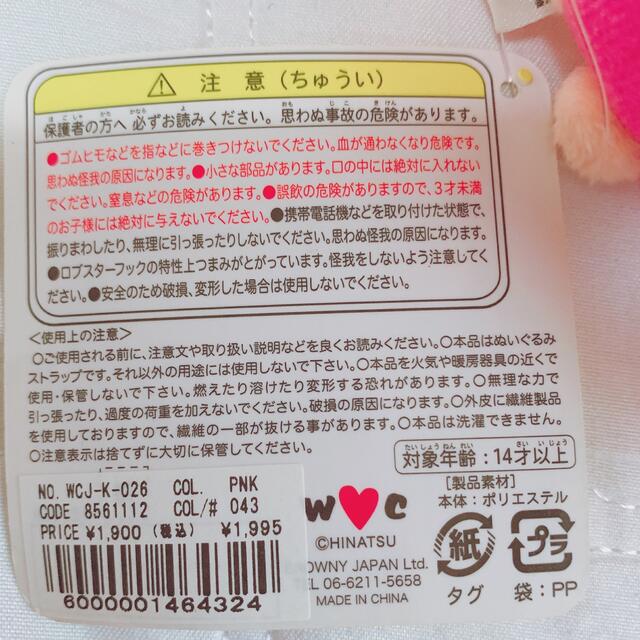 ⚠ 注意（ちゅうい）
保護者の方へ 必ずお読みください。思わぬ事故の危険があります。
●ゴムヒモなどを指などに巻きつけないでください。血が通わなくなり危険です。
思わぬ怪我の原因になります。●小さな部品があります。口の中には絶対に入れない
でください。窒息などの危険があります。●誤飲の危険がありますので、3才未満
のお子様には絶対に与えないでください。●携帯電話機などを取り付けた状態で、
振りまわしたり、無理に引っ張ったりしないでください。思わぬ怪我の原因になります。
●ロブスターフックの特性上つまみがとがっています。怪我をしないよう注意してく
ださい。●安全のため破損、変形した場合は使用しないでください。
＜使用上の注意＞
○ご使用される前に、注意文や取り扱い説明などを良くお読みください。○本品はぬいぐるみ
ストラップです。それ以外の用途には使用しないで下さい。○本品を火気や暖房器具の近くで
使用・保管しないで下さい。燃えたり溶けたり変形する恐れがあります。○無理な力で
引っ張ったり、過度の荷重を加えないでください。破損の原因になります。○外皮に繊維製品
を使用しておりますので、繊維の一部が抜ける事があります。○本品は洗濯できません。
○注意表示は捨てずに大切に保管してください。
対象年齢：14才以上
[製品素材]
本体：ポリエステル
NO. WCJ-K-026 COL. PNK
CODE 8561112 COL/# 043
PRICE ¥1,900 (税込) ¥1,995
6000001464324
w♥c
©HINATSU
JAPAN Ltd.
TEL 06-6211-5658
MADE IN CHINA
紙
タグ
プラ
袋：PP